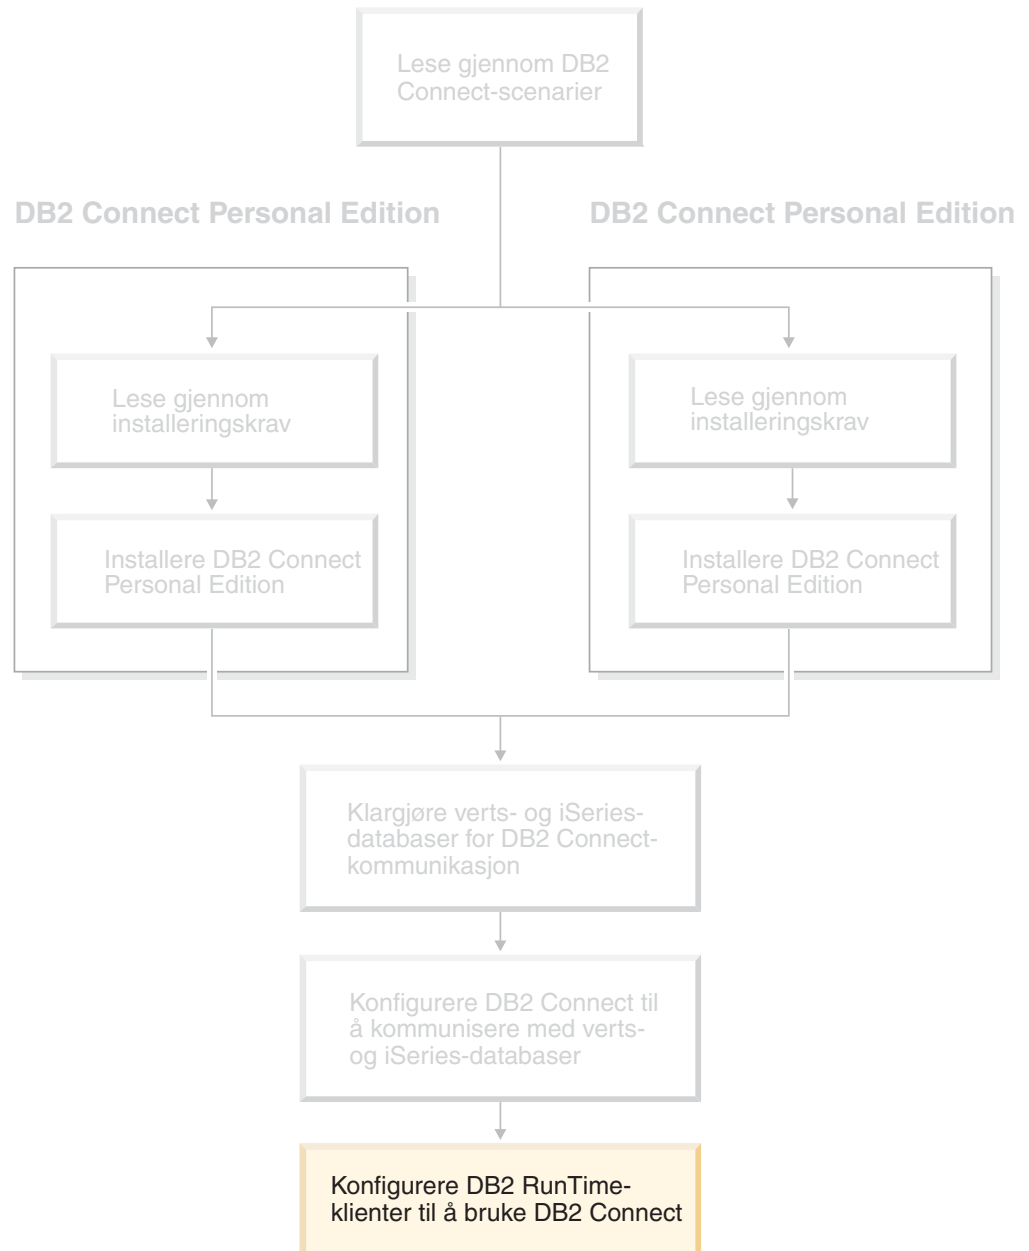 Lese gjennom DB2
Connect-scenarier
DB2 Connect Personal Edition
DB2 Connect Personal Edition
Lese gjennom
installeringskrav
Lese gjennom
installeringskrav
Installere DB2 Connect
Personal Edition
Installere DB2 Connect
Personal Edition
Klargjøre verts- og iSeries-
databaser for DB2 Connect-
kommunikasjon
Konfigurere DB2 Connect til
å kommunisere med verts-
og iSeries-databaser
Konfigurere DB2 RunTime-
klienter til å bruke DB2 Connect